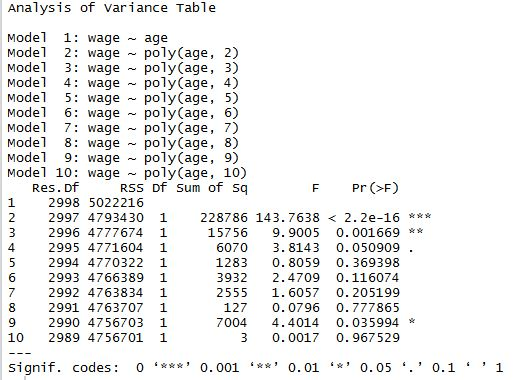 Analysis of Variance Table
Model  1: wage ~ age
Model  2: wage ~ poly(age, 2)
Model  3: wage ~ poly(age, 3)
Model  4: wage ~ poly(age, 4)
Model  5: wage ~ poly(age, 5)
Model  6: wage ~ poly(age, 6)
Model  7: wage ~ poly(age, 7)
Model  8: wage ~ poly(age, 8)
Model  9: wage ~ poly(age, 9)
Model 10: wage ~ poly(age, 10)
   Res.Df     RSS Df Sum of Sq        F    Pr(>F)
1    2998 5022216
2    2997 4793430  1    228786 143.7638 < 2.2e-16 ***
3    2996 4777674  1     15756   9.9005  0.001669 **
4    2995 4771604  1      6070   3.8143  0.050909 .
5    2994 4770322  1      1283   0.8059  0.369398
6    2993 4766389  1      3932   2.4709  0.116074
7    2992 4763834  1      2555   1.6057  0.205199
8    2991 4763707  1       127   0.0796  0.777865
9    2990 4756703  1      7004   4.4014  0.035994 *
10   2989 4756701  1         3   0.0017  0.967529
---
Signif. codes:  0 ‘***’ 0.001 ‘**’ 0.01 ‘*’ 0.05 ‘.’ 0.1 ‘ ’ 1